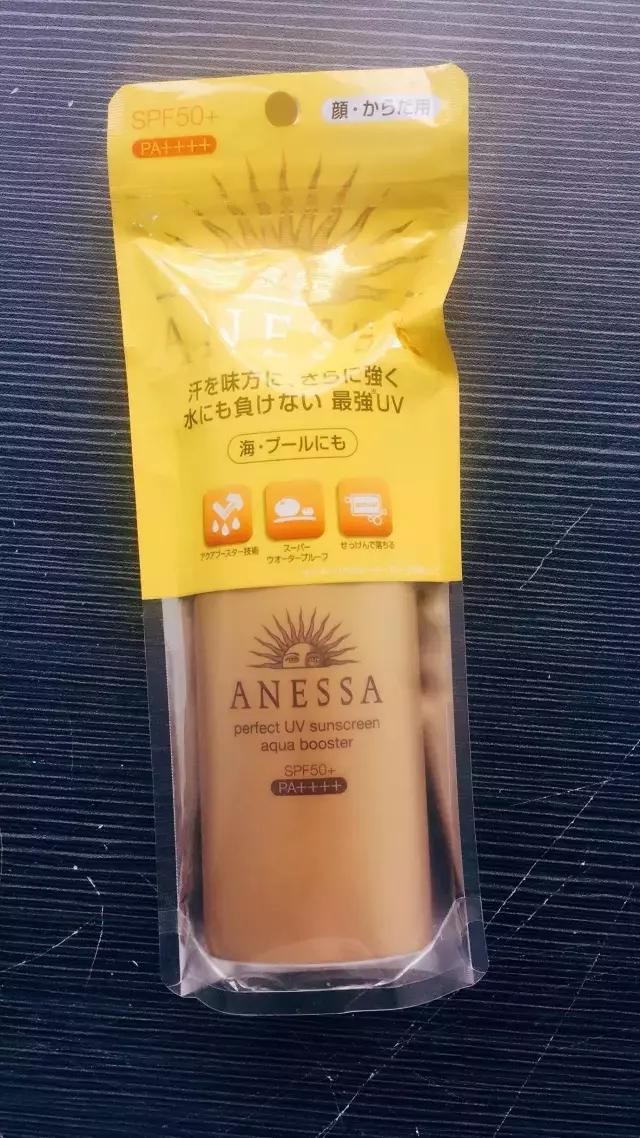 SPF50+
顔・からだ用
PA++++
ANESSA
汗を味方に、さらに強く
水にも負けない 最強UV
海・プールにも
アクアブースター技術
スーパー
ウォータープルーフ
せっけんで落ちる
ANESSA
perfect UV sunscreen
aqua booster
SPF50+
PA++++